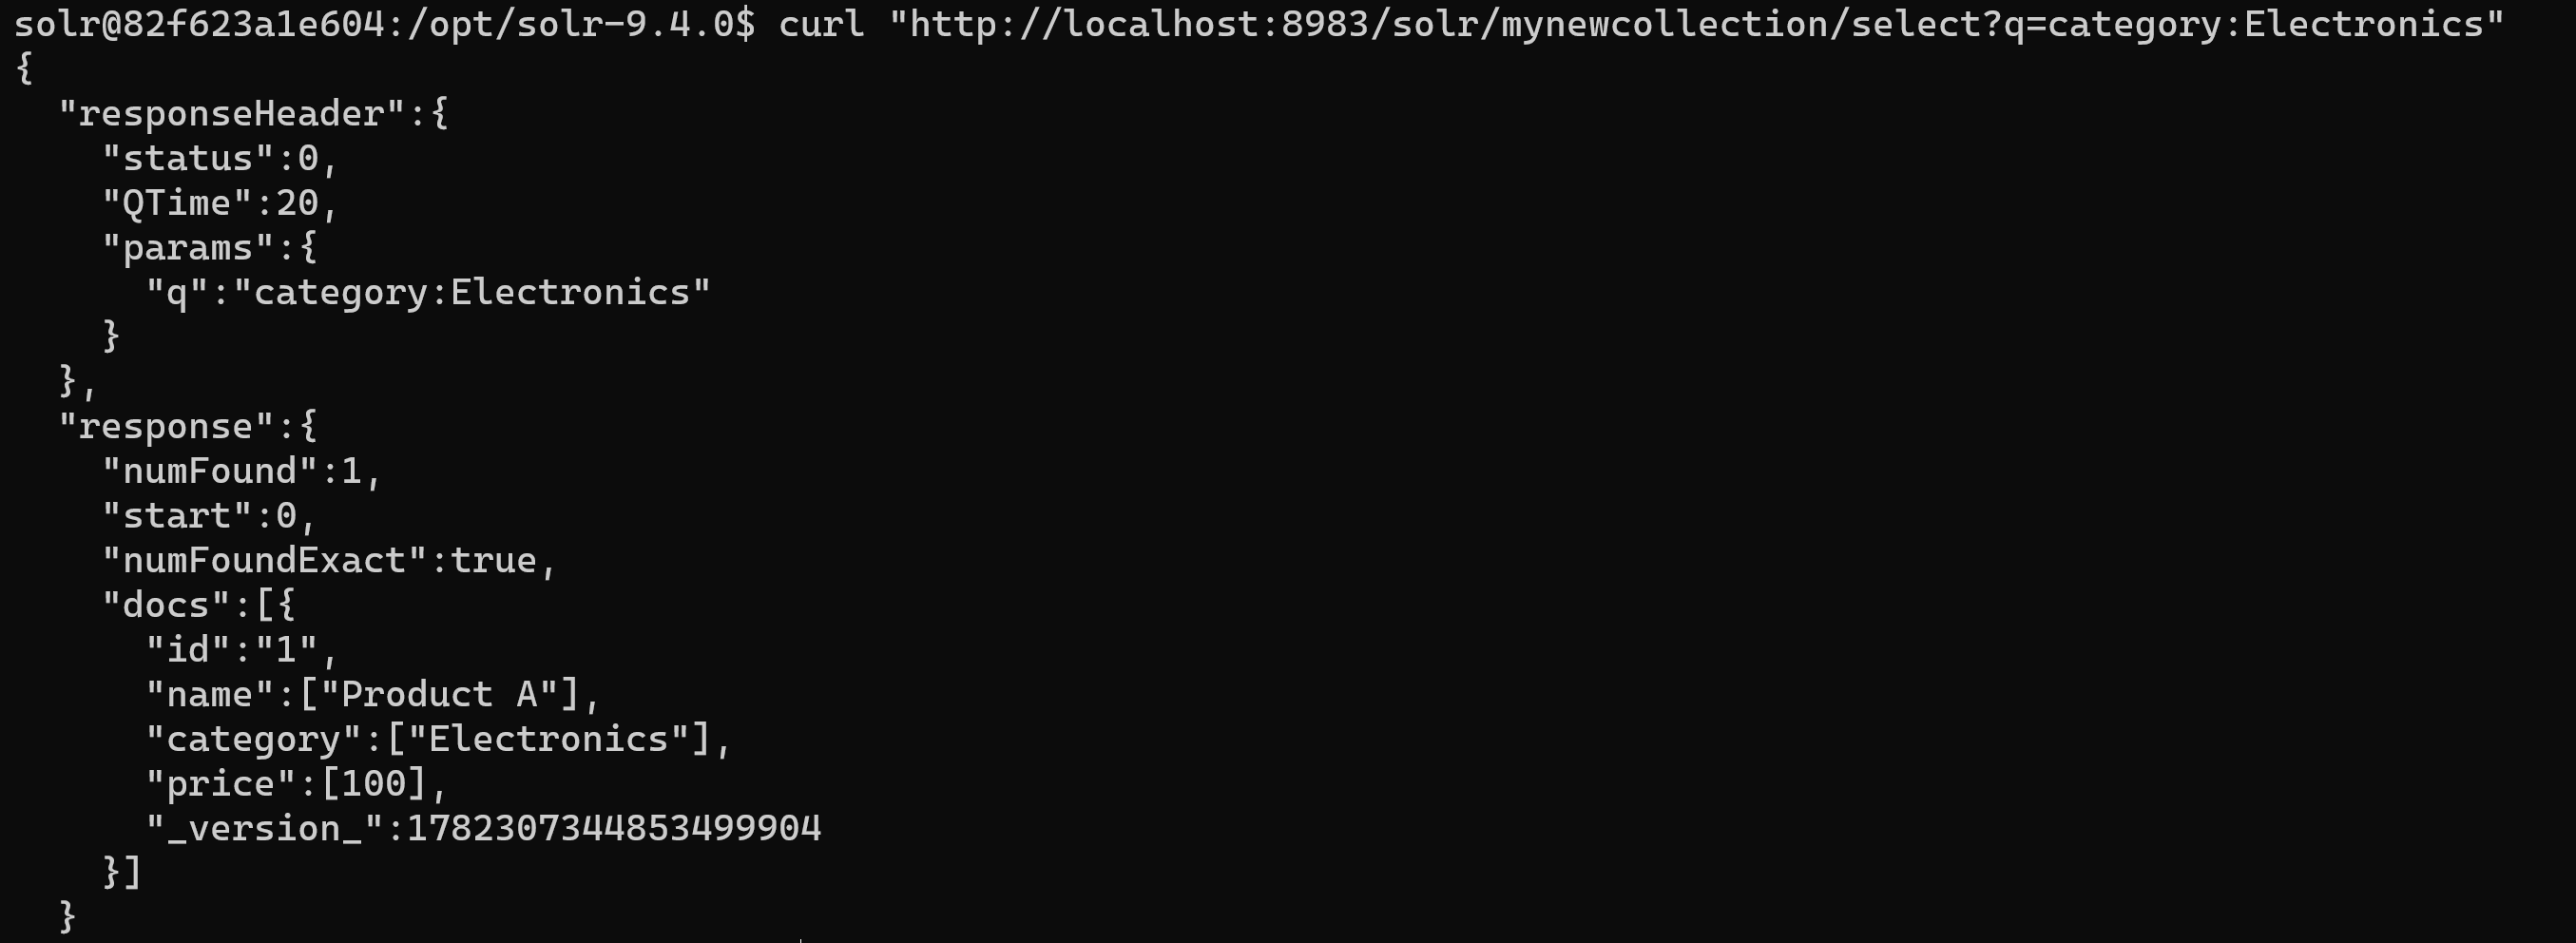 solr@82f623a1e604:/opt/solr-9.4.0$ curl "http://localhost:8983/solr/mynewcollection/select?q=category:Electronics"
{
  "responseHeader":{
    "status":0,
    "QTime":20,
    "params":{
      "q":"category:Electronics"
    }
  },
  "response":{
    "numFound":1,
    "start":0,
    "numFoundExact":true,
    "docs":[{
      "id":"1",
      "name":["Product A"],
      "category":["Electronics"],
      "price":[100],
      "_version_":1782307344853499904
    }]
  }